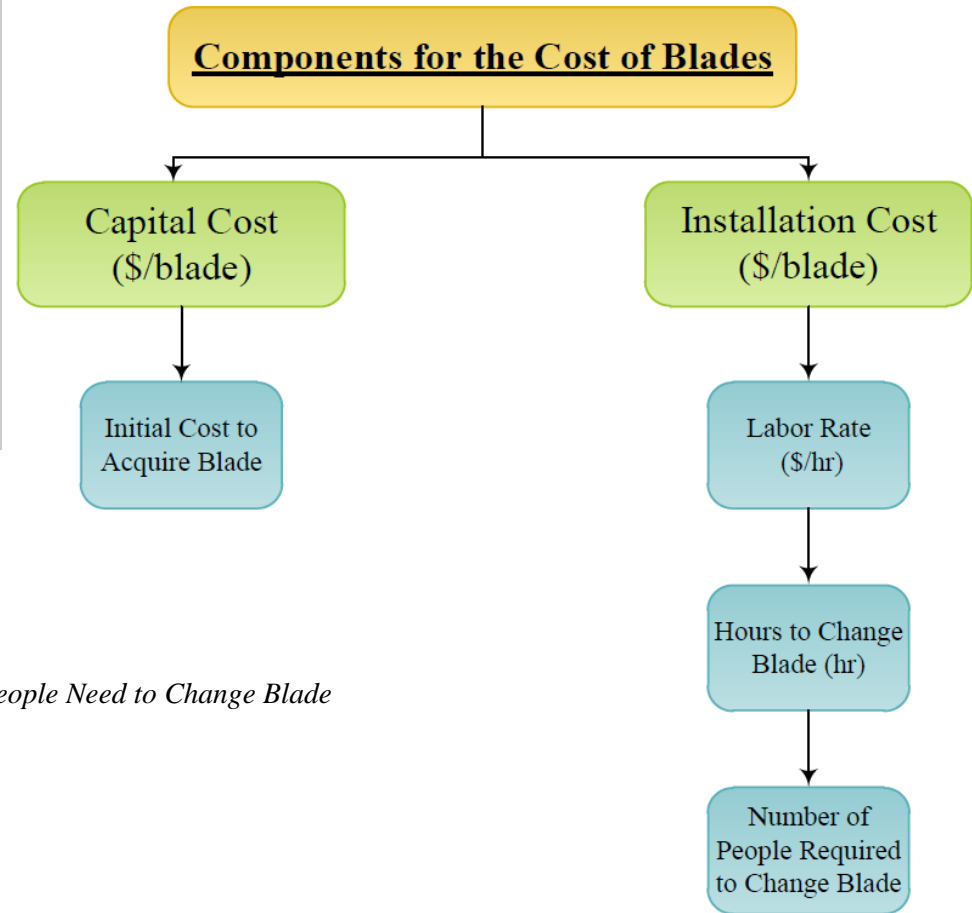 Components for the Cost of Blades
Capital Cost
($/blade)
Installation Cost
($/blade)
Initial Cost to
Acquire Blade
Labor Rate
($/hr)
Hours to Change
Blade (hr)
Need to Change Blade
Number of
People Required
to Change Blade